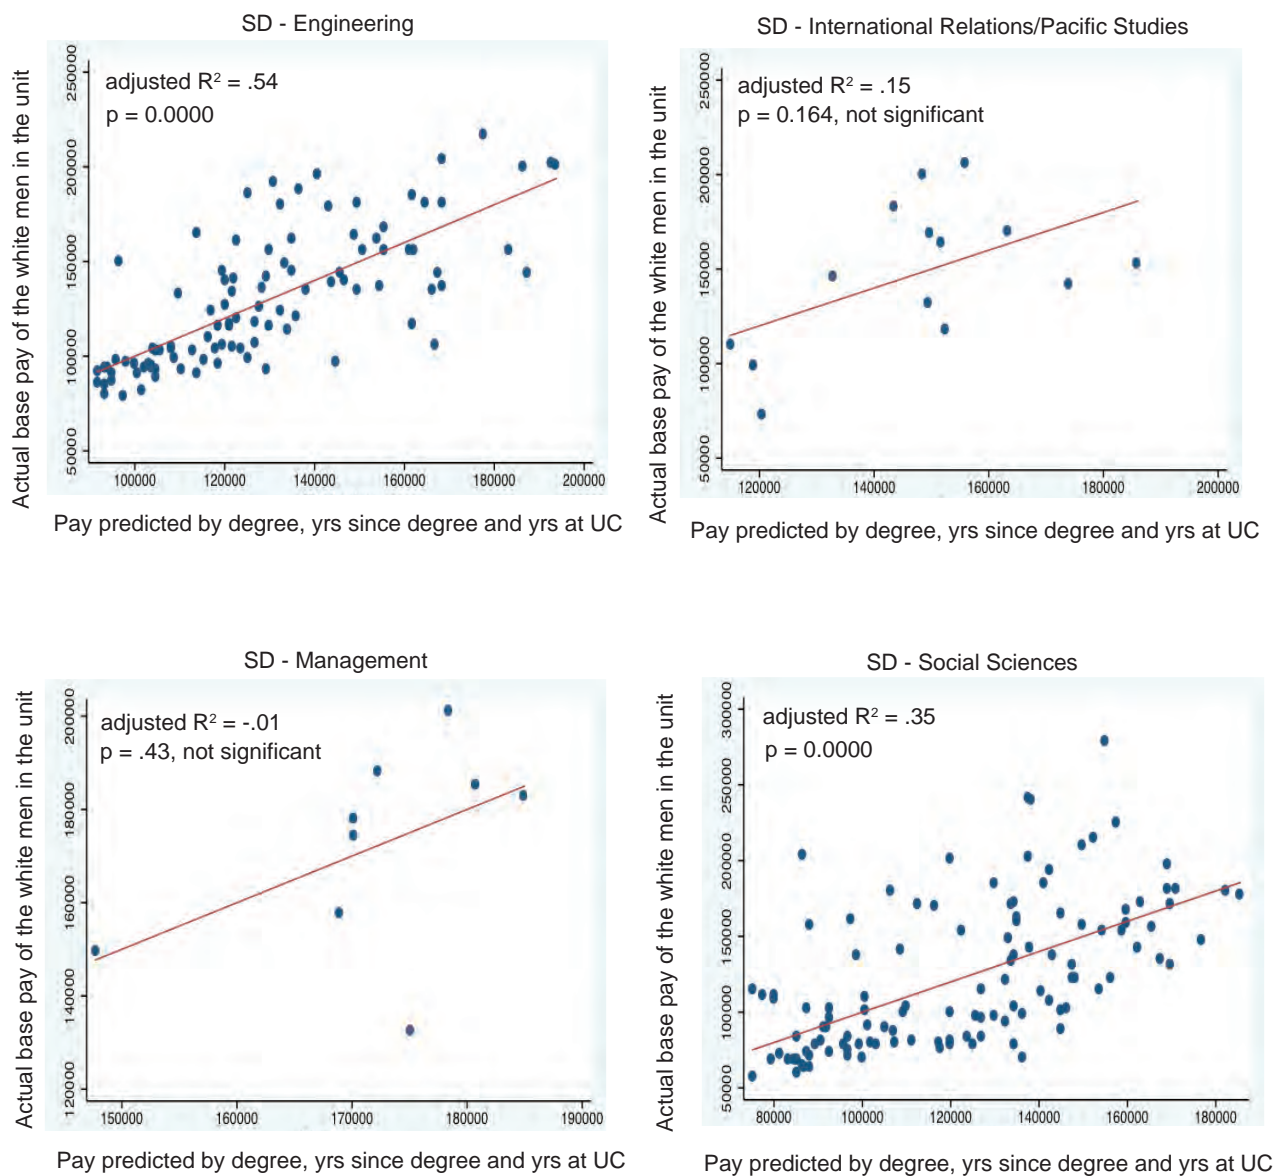 SD - Engineering
adjusted R² = .54
p = 0.0000
Actual base pay of the white men in the unit
250000
200000
150000
100000
50000
100000 120000 140000 160000 180000 200000
Pay predicted by degree, yrs since degree and yrs at UC
SD - International Relations/Pacific Studies
adjusted R² = .15
p = 0.164, not significant
Actual base pay of the white men in the unit
250000
200000
150000
100000
50000
120000 140000 160000 180000 200000
Pay predicted by degree, yrs since degree and yrs at UC
SD - Management
adjusted R² = -.01
p = .43, not significant
Actual base pay of the white men in the unit
200000
180000
160000
140000
120000
150000 160000 170000 180000 190000
Pay predicted by degree, yrs since degree and yrs at UC
SD - Social Sciences
adjusted R² = .35
p = 0.0000
Actual base pay of the white men in the unit
300000
250000
200000
150000
100000
50000
80000 100000 120000 140000 160000 180000
Pay predicted by degree, yrs since degree and yrs at UC